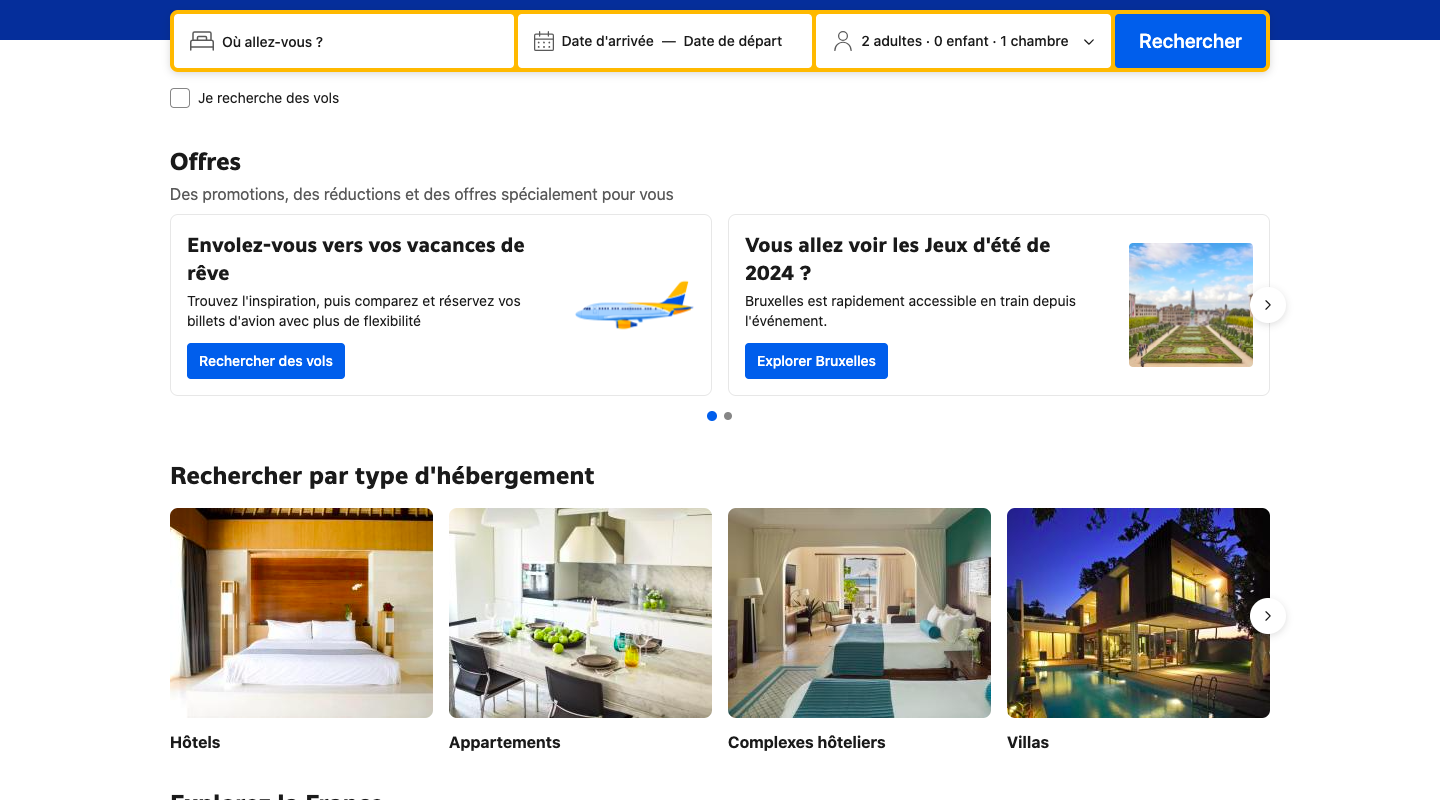 Où allez-vous ?
Date d'arrivée — Date de départ
2 adultes · 0 enfant · 1 chambre
Rechercher
Je recherche des vols
Offres
Des promotions, des réductions et des offres spécialement pour vous
Envolez-vous vers vos vacances de
rêve
Trouvez l'inspiration, puis comparez et réservez vos
billets d'avion avec plus de flexibilité
Rechercher des vols
Vous allez voir les Jeux d'été de
2024 ?
Bruxelles est rapidement accessible en train depuis
l'événement.
Explorer Bruxelles
Rechercher par type d'hébergement
Hôtels
Appartements
Complexes hôteliers
Villas
Explorez la France